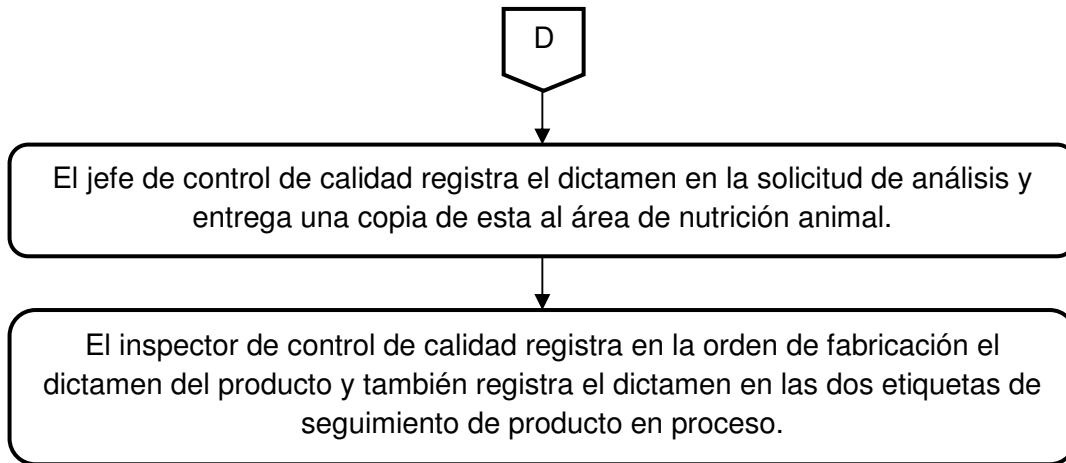 D
El jefe de control de calidad registra el dictamen en la solicitud de análisis y
entrega una copia de esta al área de nutrición animal.
El inspector de control de calidad registra en la orden de fabricación el
dictamen del producto y también registra el dictamen en las dos etiquetas de
seguimiento de producto en proceso.